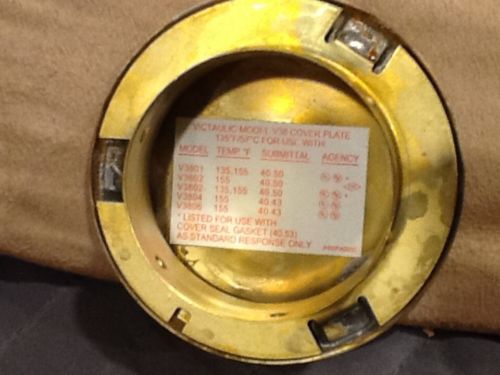 VICTAULIC MODEL V38 COVER PLATE
135°F/57°C FOR USE WITH
MODEL TEMP °F SUBMITTAL AGENCY
V3801 135,155 40.50
V3802 155 40.50 *
V3802- 135,155 40.50 *
V3804 155 40.43
V3808 155 40.43
* LISTED FOR USE WITH
COVER SEAL GASKET (40.53)
AS STANDARD RESPONSE ONLY